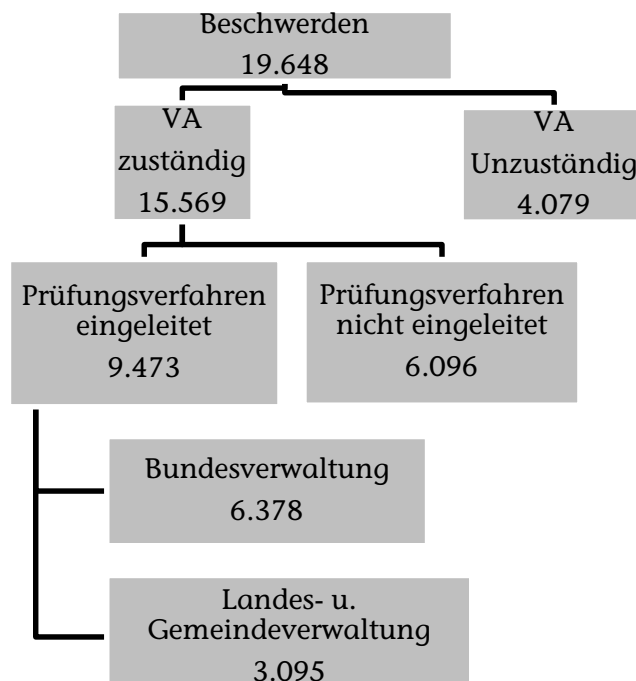 Beschwerden
19.648
VA
zuständig
15.569
VA
Unzuständig
4.079
Prüfungsverfahren
eingeleitet
9.473
Prüfungsverfahren
nicht eingeleitet
6.096
Bundesverwaltung
6.378
Landes- u.
Gemeindeverwaltung
3.095